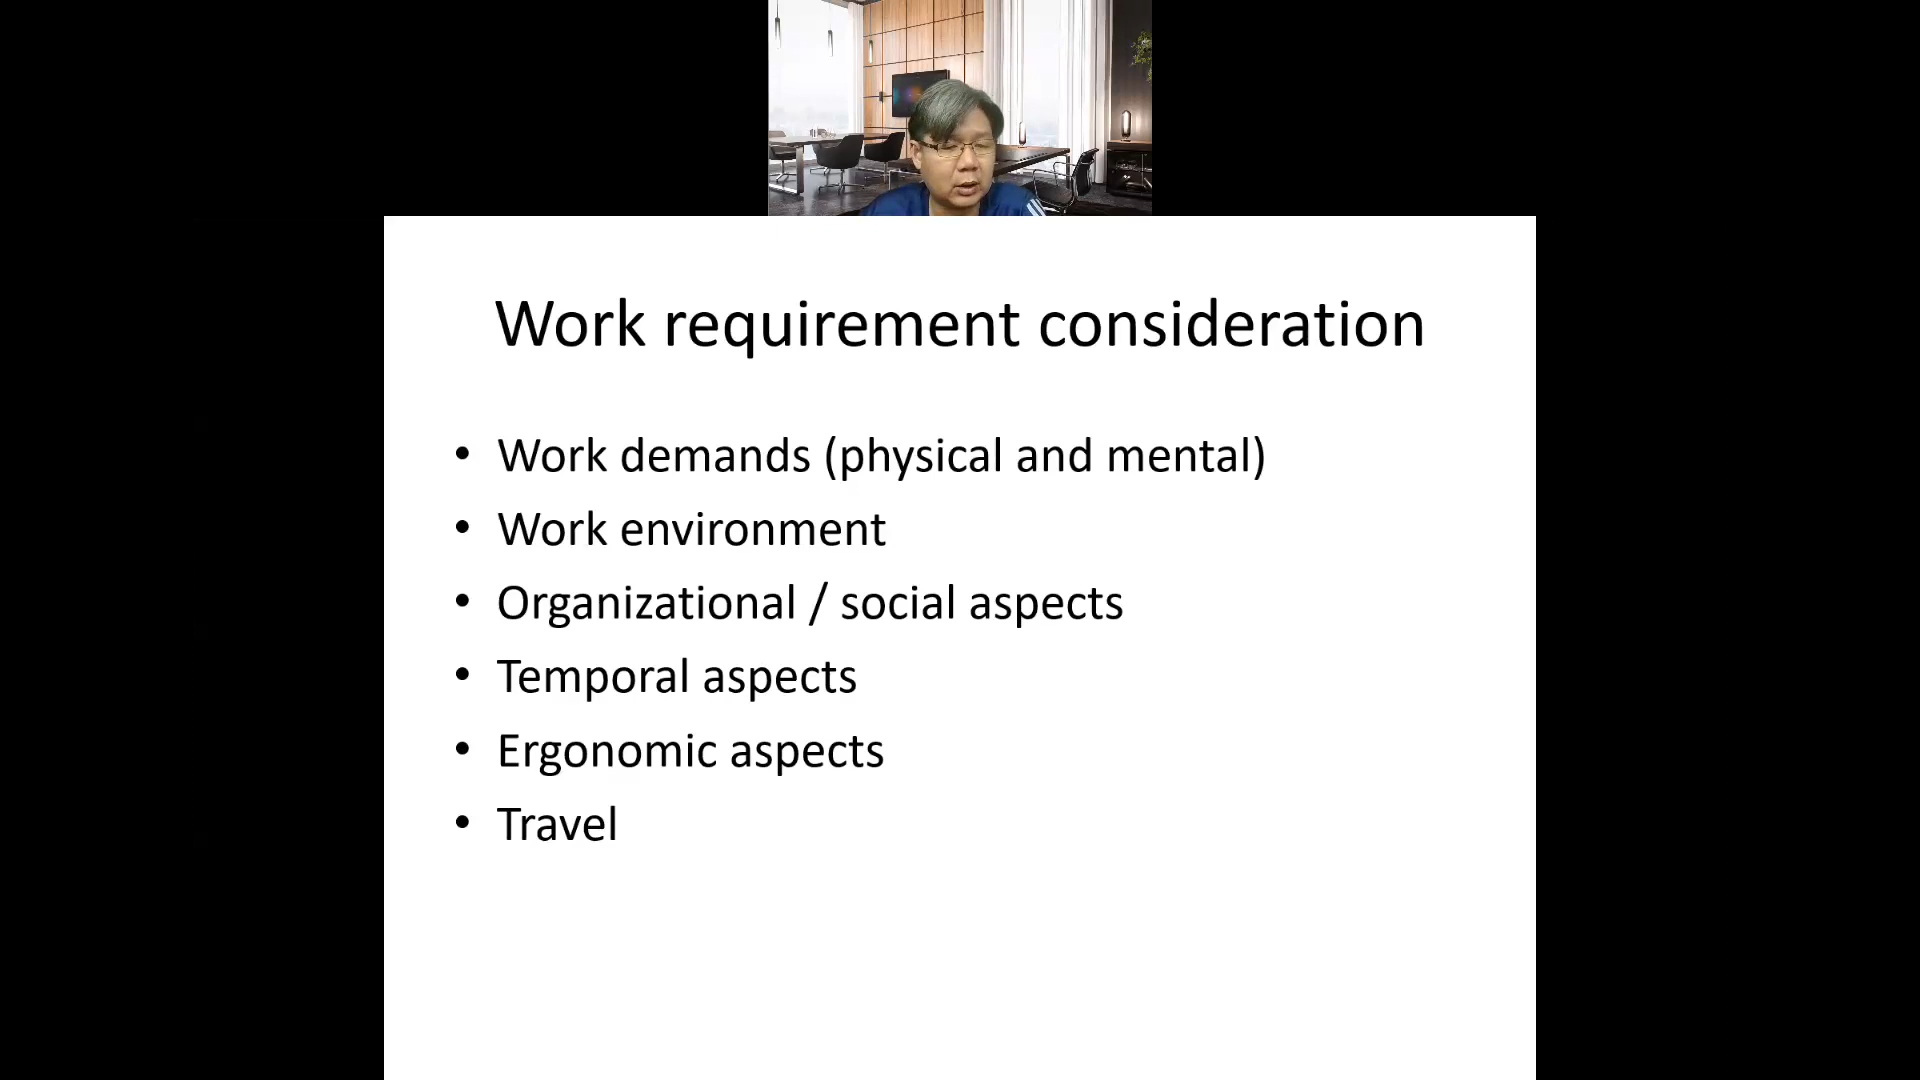 Work requirement consideration
• Work demands (physical and mental)
• Work environment
• Organizational / social aspects
• Temporal aspects
• Ergonomic aspects
• Travel